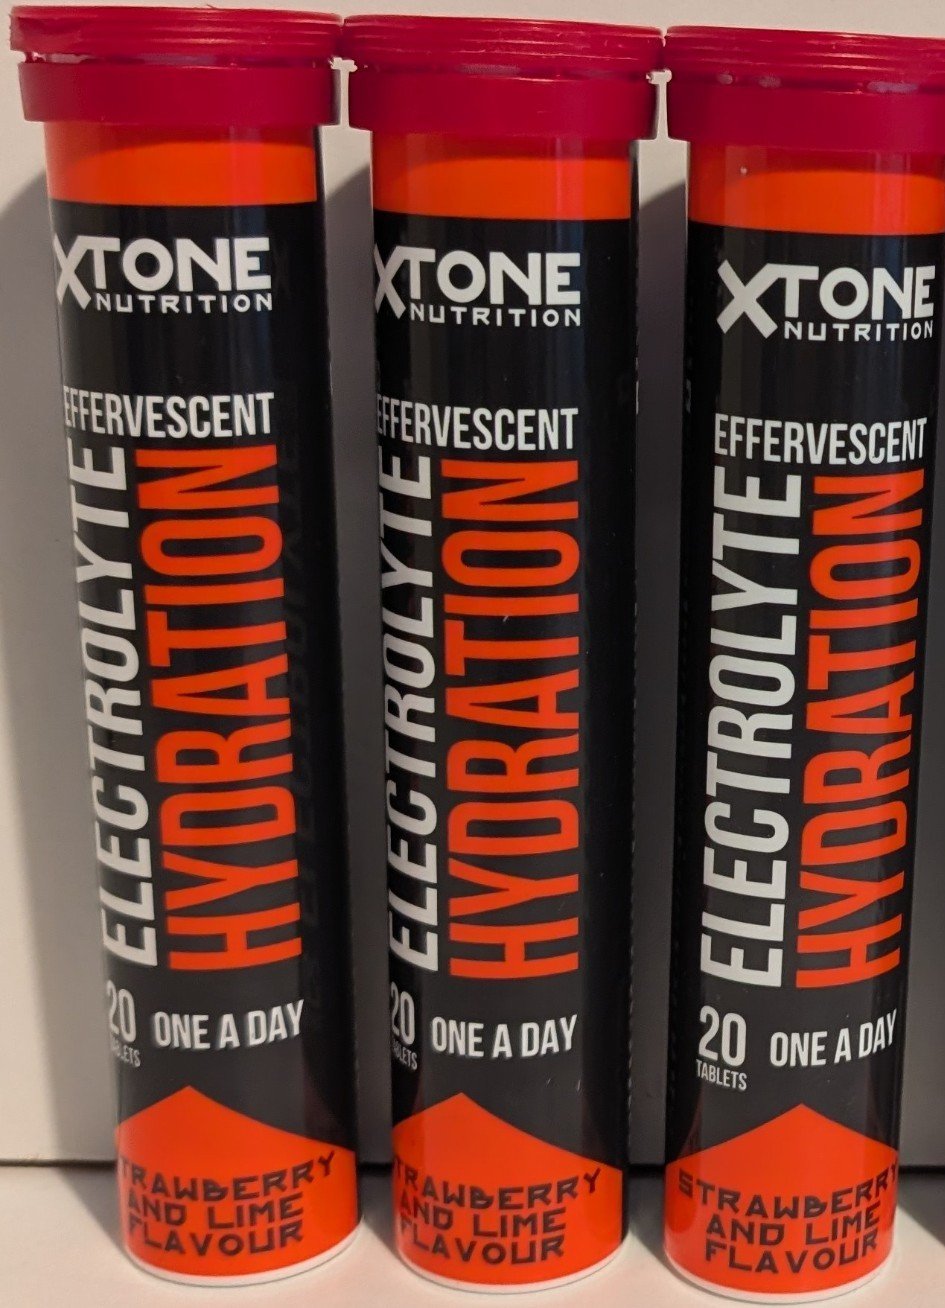 XTONE
NUTRITION
EFFERVESCENT
ELECTROLYTE
HYDRATION
20 ONE A DAY
TABLETS
STRAWBERRY
AND LIME
FLAVOUR
XTONE
NUTRITION
EFFERVESCENT
ELECTROLYTE
HYDRATION
20 ONE A DAY
TABLETS
STRAWBERRY
AND LIME
FLAVOUR
XTONE
NUTRITION
EFFERVESCENT
ELECTROLYTE
HYDRATION
20 ONE A DAY
TABLETS
STRAWBERRY
AND LIME
FLAVOUR